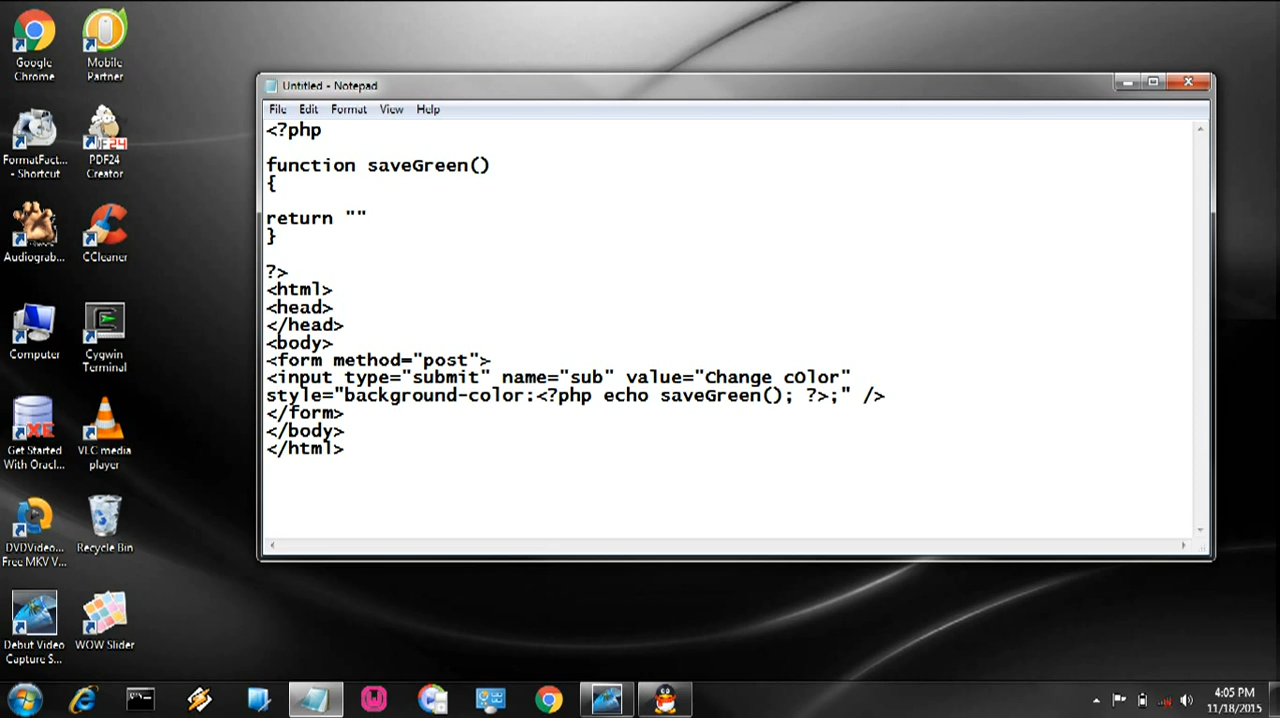 Google
Chrome
Mobile
Partner
FormatFact...
- Shortcut
PDF24
Creator
Audiograb...
CCleaner
Computer
Cygwin
Terminal
Get Started
With Oracl...
VLC media
player
DVDVideo...
Free MKV V...
Recycle Bin
Debut Video
Capture S...
WOW Slider
Untitled - Notepad
File Edit Format View Help
<?php
function saveGreen()
{
return ""
}
?>
<html>
<head>
</head>
<body>
<form method="post">
<input type="submit" name="sub" value="Change cOlor"
style="background-color:<?php echo saveGreen(); ?>;" />
</form>
</body>
</html>
4:05 PM
11/18/2015